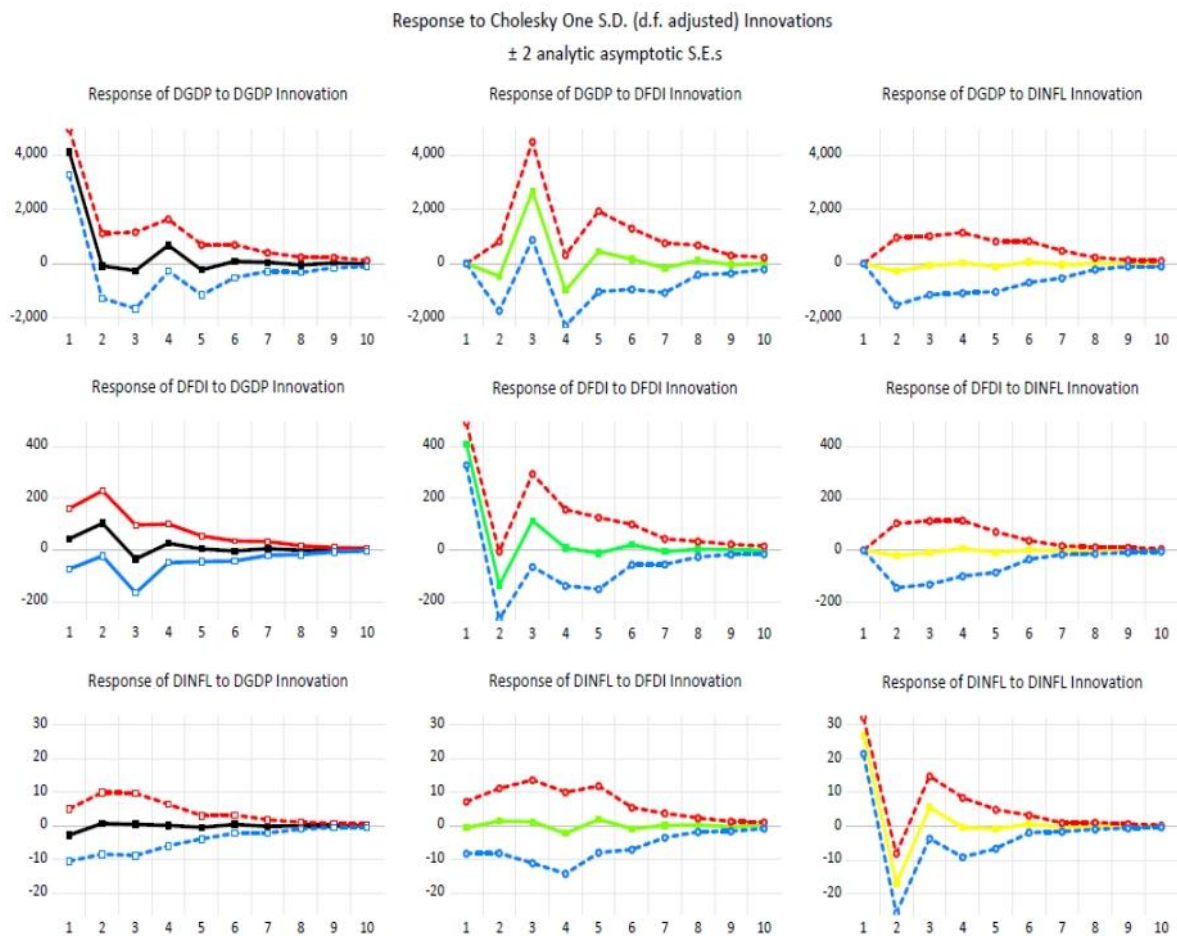 Response to Cholesky One S.D. (d.f. adjusted) Innovations
± 2 analytic asymptotic S.E.s
Response of DGDP to DGDP Innovation
4,000
2,000
0
-2,000
1 2 3 4 5 6 7 8 9 10
Response of DGDP to DFDI Innovation
4,000
2,000
0
-2,000
1 2 3 4 5 6 7 8 9 10
Response of DGDP to DINFL Innovation
4,000
2,000
0
-2,000
1 2 3 4 5 6 7 8 9 10
Response of DFDI to DGDP Innovation
400
200
0
-200
1 2 3 4 5 6 7 8 9 10
Response of DFDI to DFDI Innovation
400
200
0
-200
1 2 3 4 5 6 7 8 9 10
Response of DFDI to DINFL Innovation
400
200
0
-200
1 2 3 4 5 6 7 8 9 10
Response of DINFL to DGDP Innovation
30
20
10
0
-10
-20
1 2 3 4 5 6 7 8 9 10
Response of DINFL to DFDI Innovation
30
20
10
0
-10
-20
1 2 3 4 5 6 7 8 9 10
Response of DINFL to DINFL Innovation
30
20
10
0
-10
-20
1 2 3 4 5 6 7 8 9 10